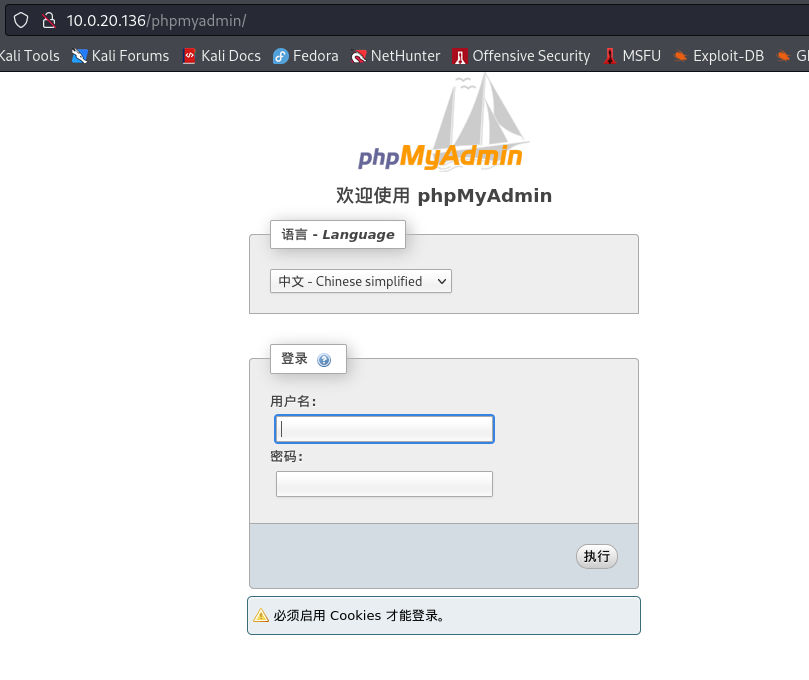 10.0.20.136/phpmyadmin/
Kali Tools Kali Forums Kali Docs Fedora NetHunter Offensive Security MSFU Exploit-DB
phpMyAdmin
欢迎使用 phpMyAdmin
语言 - Language
中文 - Chinese simplified
登录
用户名:
密码:
执行
必须启用 Cookies 才能登录。